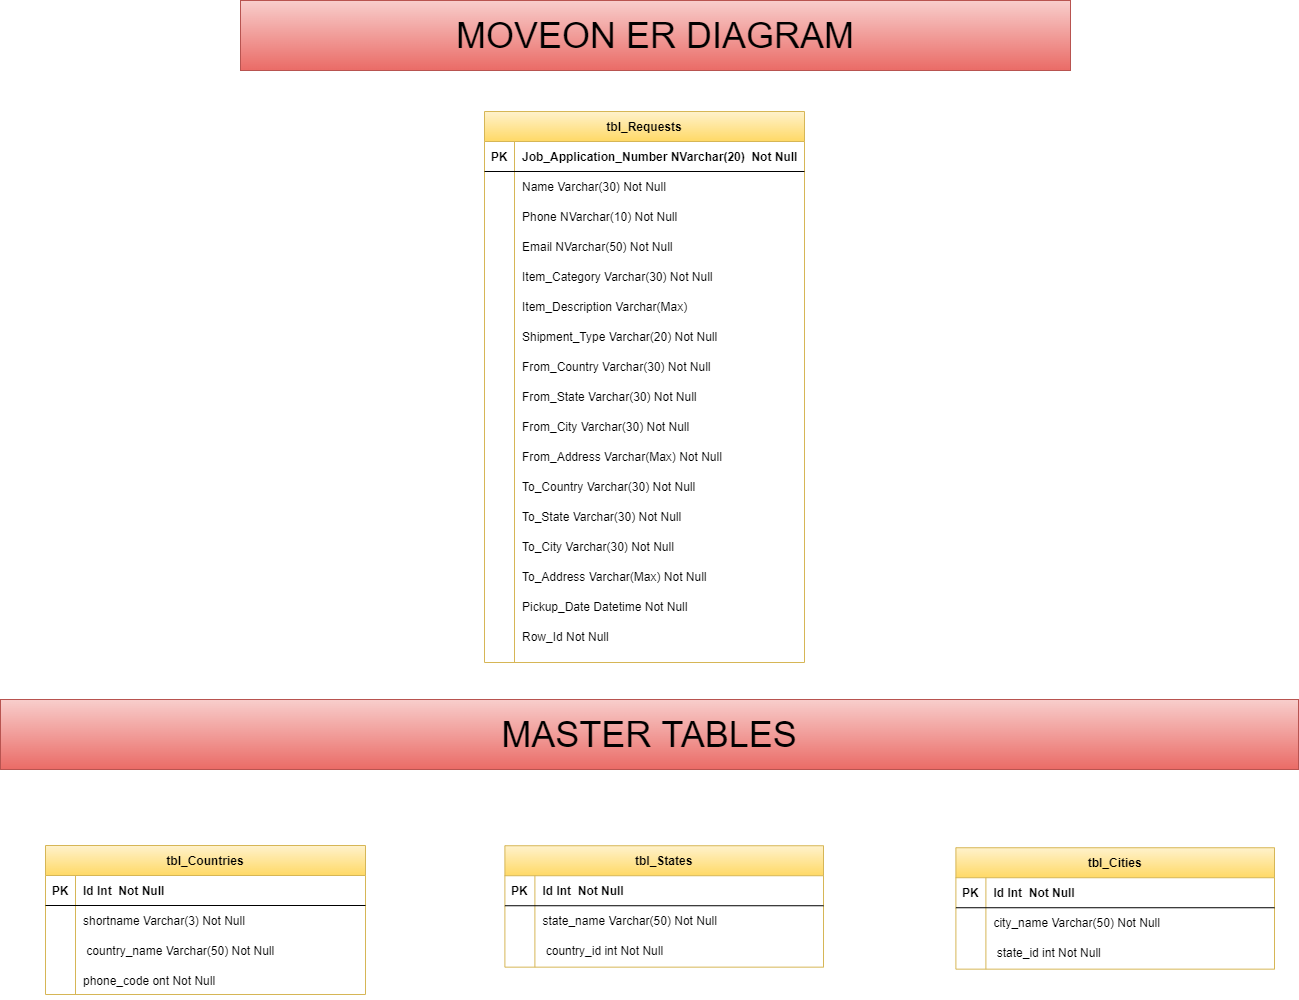 MOVEON ER DIAGRAM
tbl_Requests
PK Job_Application_Number NVarchar(20) Not Null
Name Varchar(30) Not Null
Phone NVarchar(10) Not Null
Email NVarchar(50) Not Null
Item_Category Varchar(30) Not Null
Item_Description Varchar(Max)
Shipment_Type Varchar(20) Not Null
From_Country Varchar(30) Not Null
From_State Varchar(30) Not Null
From_City Varchar(30) Not Null
From_Address Varchar(Max) Not Null
To_Country Varchar(30) Not Null
To_State Varchar(30) Not Null
To_City Varchar(30) Not Null
To_Address Varchar(Max) Not Null
Pickup_Date Datetime Not Null
Row_Id Not Null
MASTER TABLES
tbl_Countries
PK Id Int Not Null
shortname Varchar(3) Not Null
country_name Varchar(50) Not Null
phone_code ont Not Null
tbl_States
PK Id Int Not Null
state_name Varchar(50) Not Null
country_id int Not Null
tbl_Cities
PK Id Int Not Null
city_name Varchar(50) Not Null
state_id int Not Null